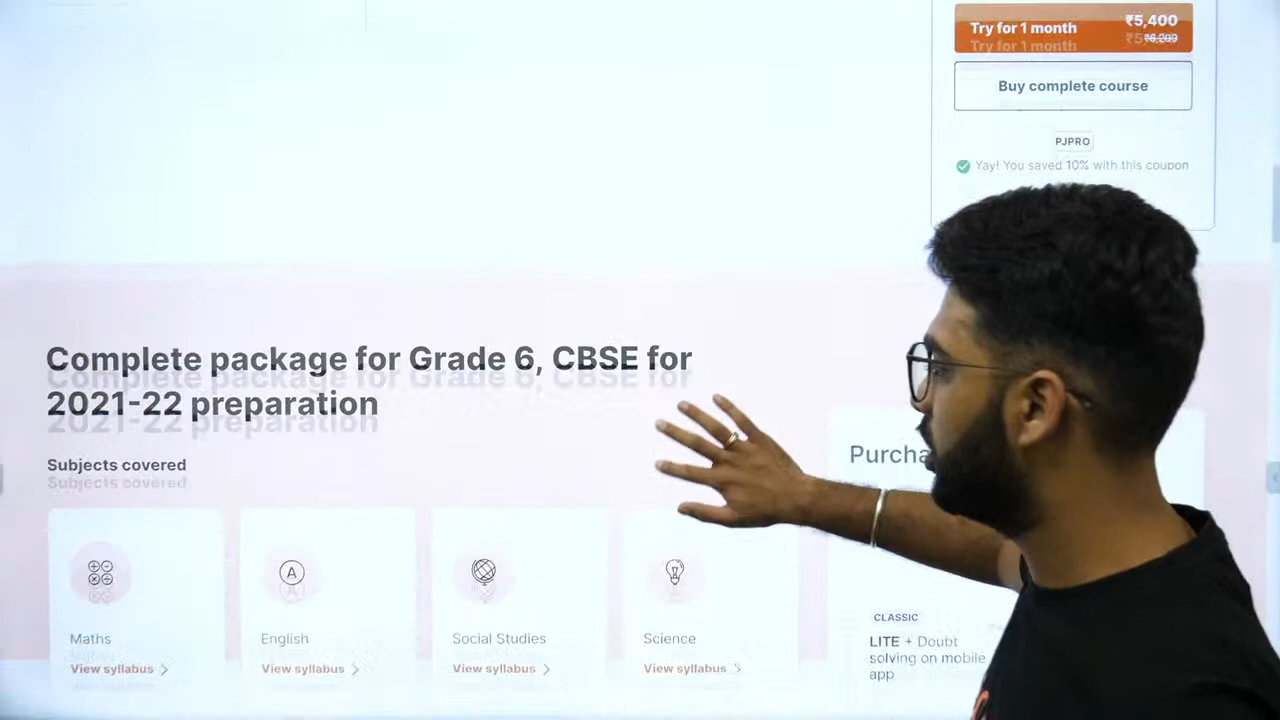 Try for 1 month ₹5,400
₹6,200
Buy complete course
PJPRO
Yay! You saved 10% with this coupon
Complete package for Grade 6, CBSE for
2021-22 preparation
Subjects covered
Maths
View syllabus
English
View syllabus
Social Studies
View syllabus
Science
View syllabus
CLASSIC
LITE + Doubt
solving on mobile
app